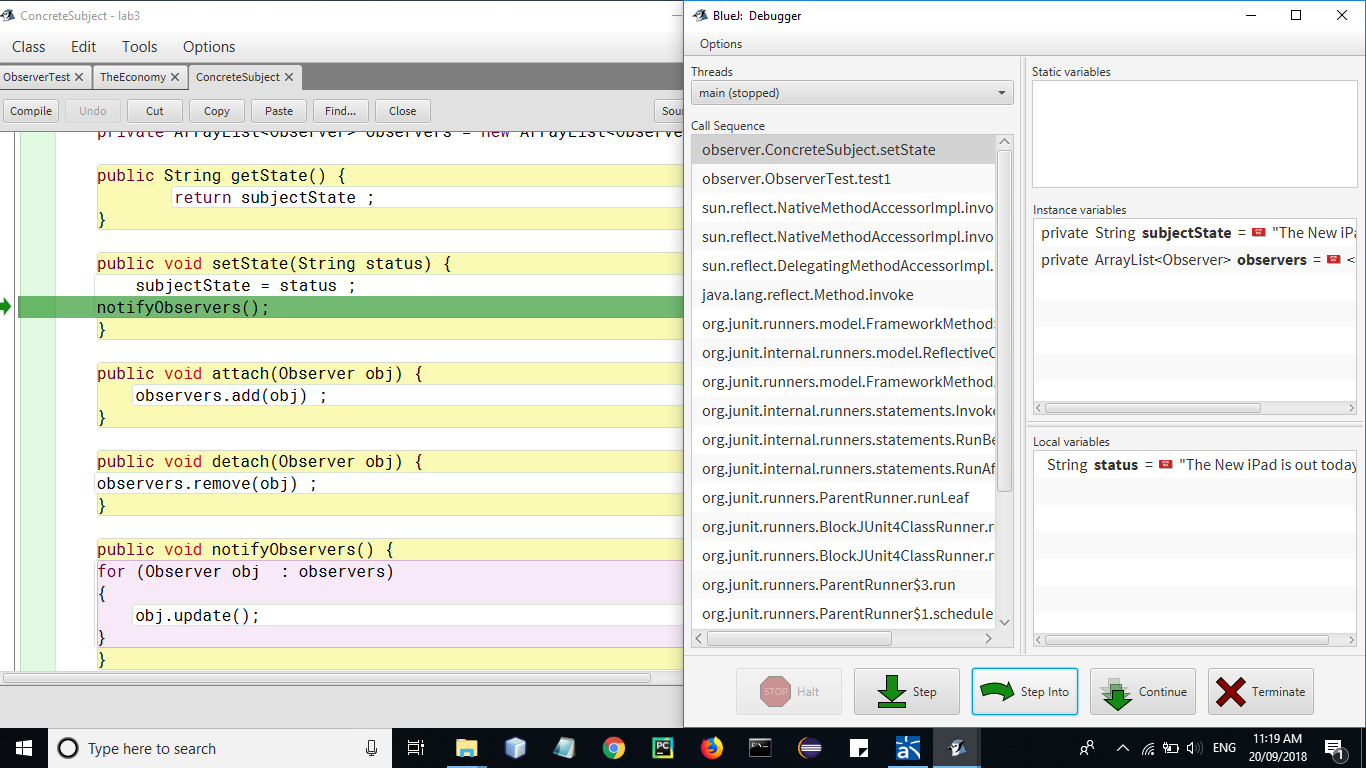 ConcreteSubject - lab3
Class Edit Tools Options
ObserverTest TheEconomy ConcreteSubject
Compile Undo Cut Copy Paste Find... Close Sou
private ArrayList<Observer> observers = new ArrayList<Observe
public String getState() {
return subjectState ;
}
public void setState(String status) {
subjectState = status ;
notifyObservers();
}
public void attach(Observer obj) {
observers.add(obj) ;
}
public void detach(Observer obj) {
observers.remove(obj) ;
}
public void notifyObservers() {
for (Observer obj  : observers)
{
obj.update();
}
}
BlueJ: Debugger
Options
Threads
main (stopped)
Call Sequence
observer.ConcreteSubject.setState
observer.ObserverTest.test1
sun.reflect.NativeMethodAccessorImpl.invo
sun.reflect.NativeMethodAccessorImpl.invo
sun.reflect.DelegatingMethodAccessorImpl.
java.lang.reflect.Method.invoke
org.junit.runners.model.FrameworkMethod
org.junit.internal.runners.model.ReflectiveC
org.junit.runners.model.FrameworkMethod.
org.junit.internal.runners.statements.Invoke
org.junit.internal.runners.statements.RunBe
org.junit.internal.runners.statements.RunAf
org.junit.runners.ParentRunner.runLeaf
org.junit.runners.BlockJUnit4ClassRunner.r
org.junit.runners.BlockJUnit4ClassRunner.r
org.junit.runners.ParentRunner$3.run
org.junit.runners.ParentRunner$1.schedule
Static variables
Instance variables
private String subjectState = "The New iPa
private ArrayList<Observer> observers = <
Local variables
String status = "The New iPad is out today
STOP Halt Step Step Into Continue Terminate
Type here to search
PC
ENG
11:19 AM
20/09/2018
1